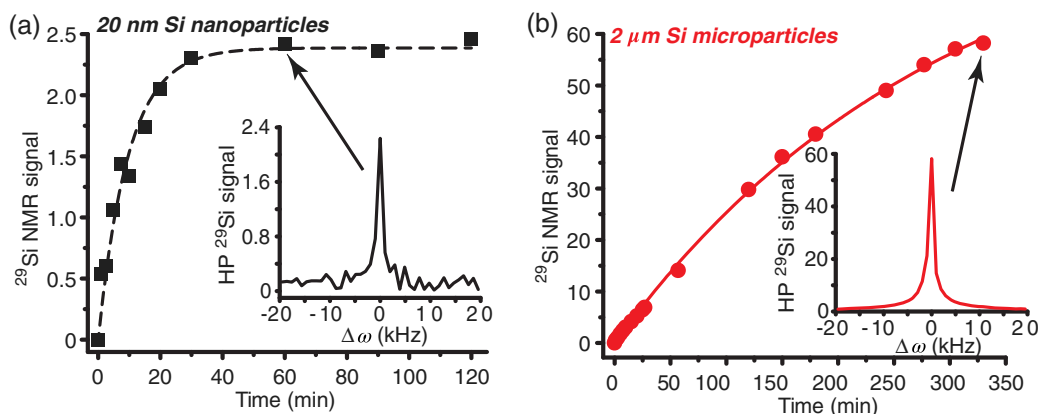 (a) 20 nm Si nanoparticles
2.5
2.0
1.5
1.0
0.5
0
²⁹Si NMR signal
0 20 40 60 80 100 120
Time (min)
2.4
1.8
1.2
0.6
0
HP ²⁹Si signal
-20 -10 0 10 20
Δω (kHz)
(b) 2 μm Si microparticles
60
50
40
30
20
10
0
²⁹Si NMR signal
0 50 100 150 200 250 300 350
Time (min)
60
40
20
0
HP ²⁹Si signal
-20 -10 0 10 20
Δω (kHz)